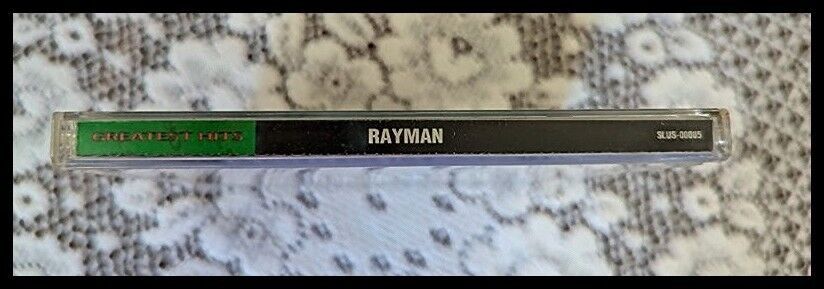 GREATEST HITS RAYMAN SLUS-00005